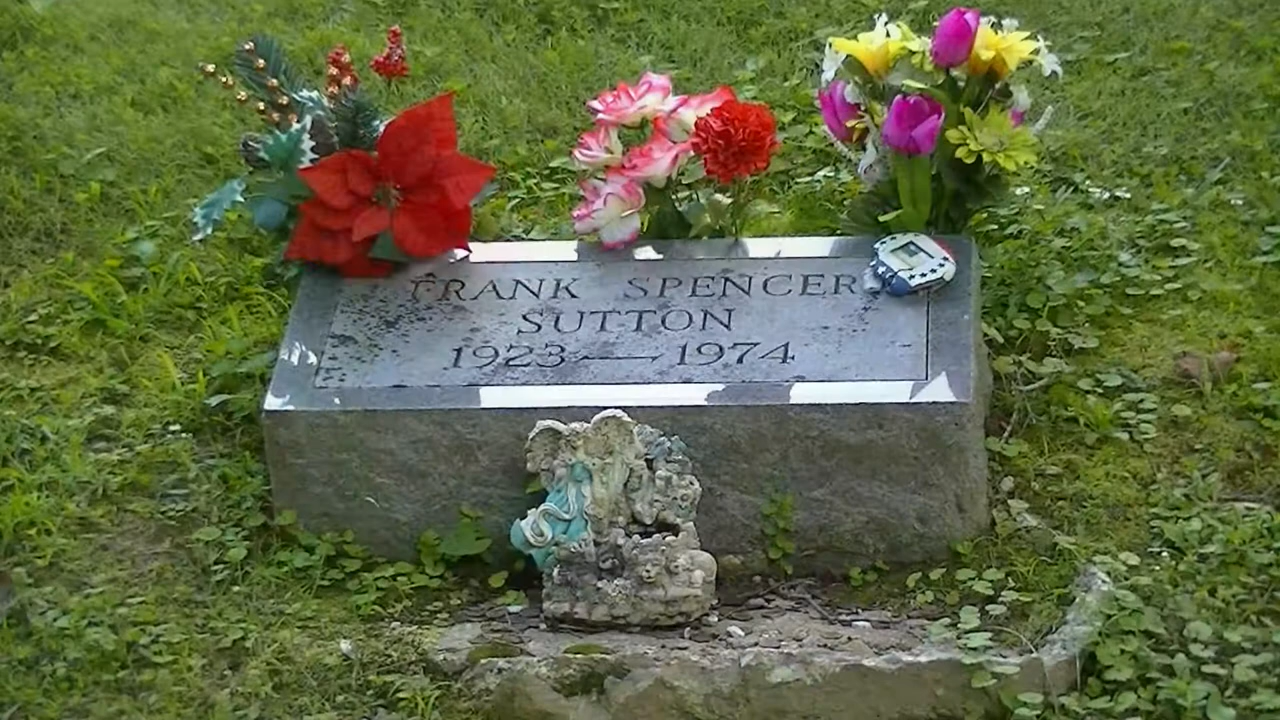 FRANK SPENCER
SUTTON
1923 — 1974